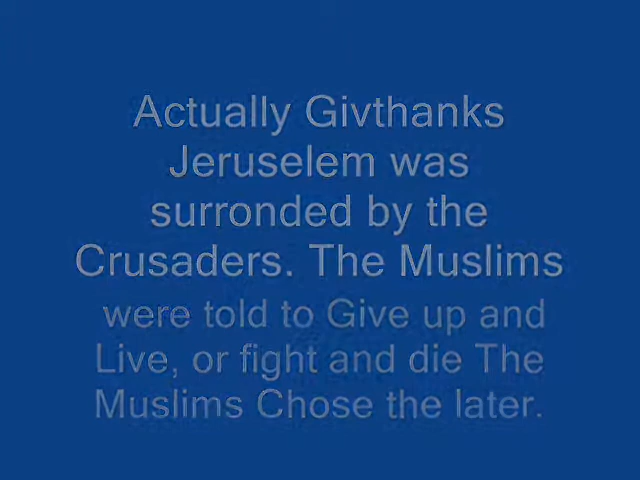 Actually Givthanks
Jeruselem was
surronded by the
Crusaders. The Muslims
were told to Give up and
Live, or fight and die The
Muslims Chose the later.